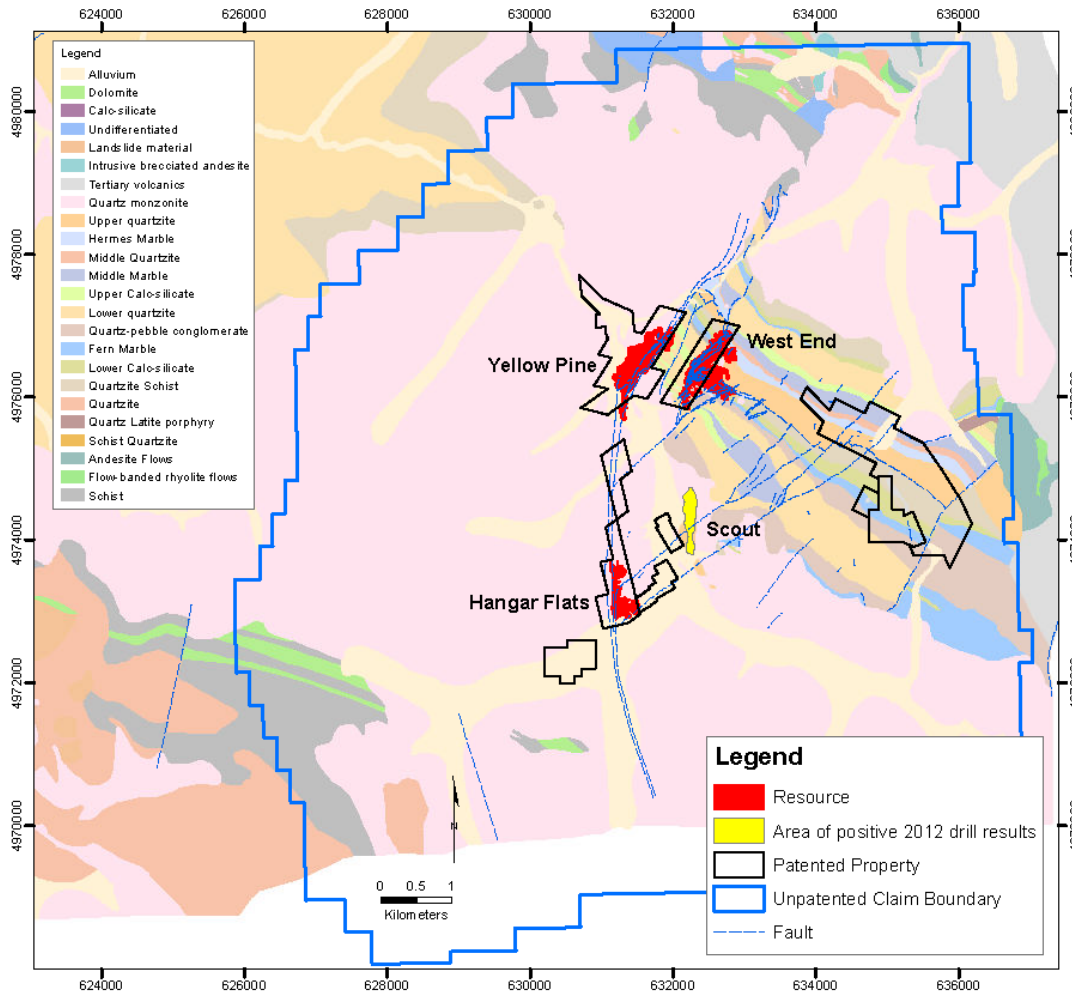 624000 626000 628000 630000 632000 634000 636000
Legend
Alluvium
Dolomite
Calc-silicate
Undifferentiated
Landslide material
Intrusive brecciated andesite
Tertiary volcanics
Quartz monzonite
Upper quartzite
Hermes Marble
Middle Quartzite
Middle Marble
Upper Calc-silicate
Lower quartzite
Quartz-pebble conglomerate
Fern Marble
Lower Calc-silicate
Quartzite Schist
Quartzite
Quartz Latite porphyry
Schist Quartzite
Andesite Flows
Flow-banded rhyolite flows
Schist
4980000
4978000
4976000
4974000
4972000
4970000
Yellow Pine
West End
Scout
Hangar Flats
N
0 0.5 1
Kilometers
Legend
Resource
Area of positive 2012 drill results
Patented Property
Unpatented Claim Boundary
Fault
624000 626000 628000 630000 632000 634000 636000